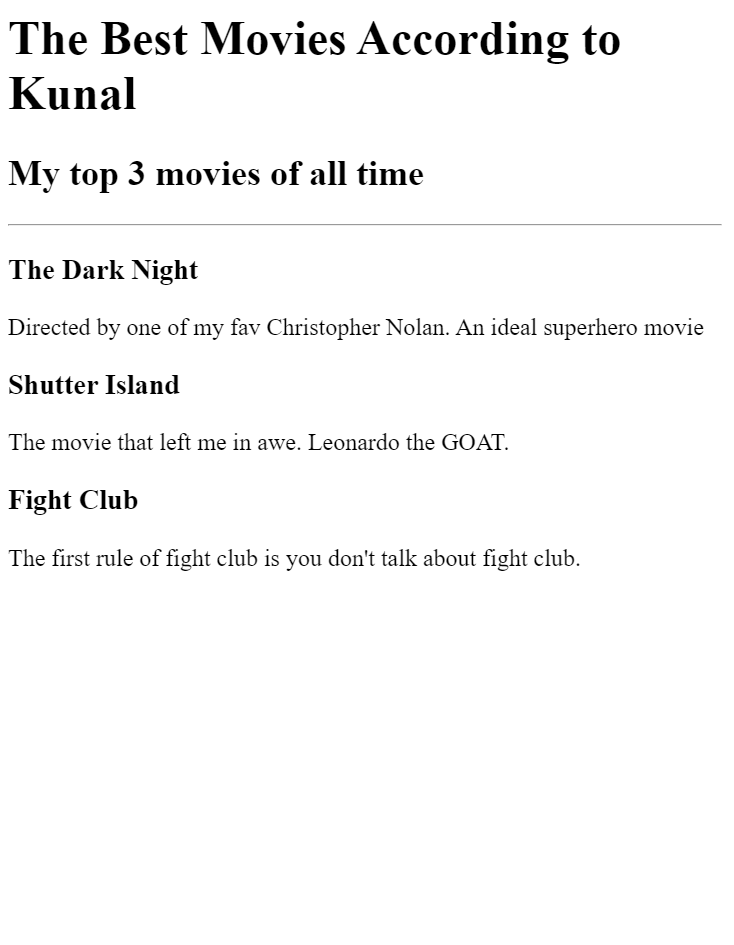 The Best Movies According to
Kunal
My top 3 movies of all time
The Dark Night
Directed by one of my fav Christopher Nolan. An ideal superhero movie
Shutter Island
The movie that left me in awe. Leonardo the GOAT.
Fight Club
The first rule of fight club is you don't talk about fight club.